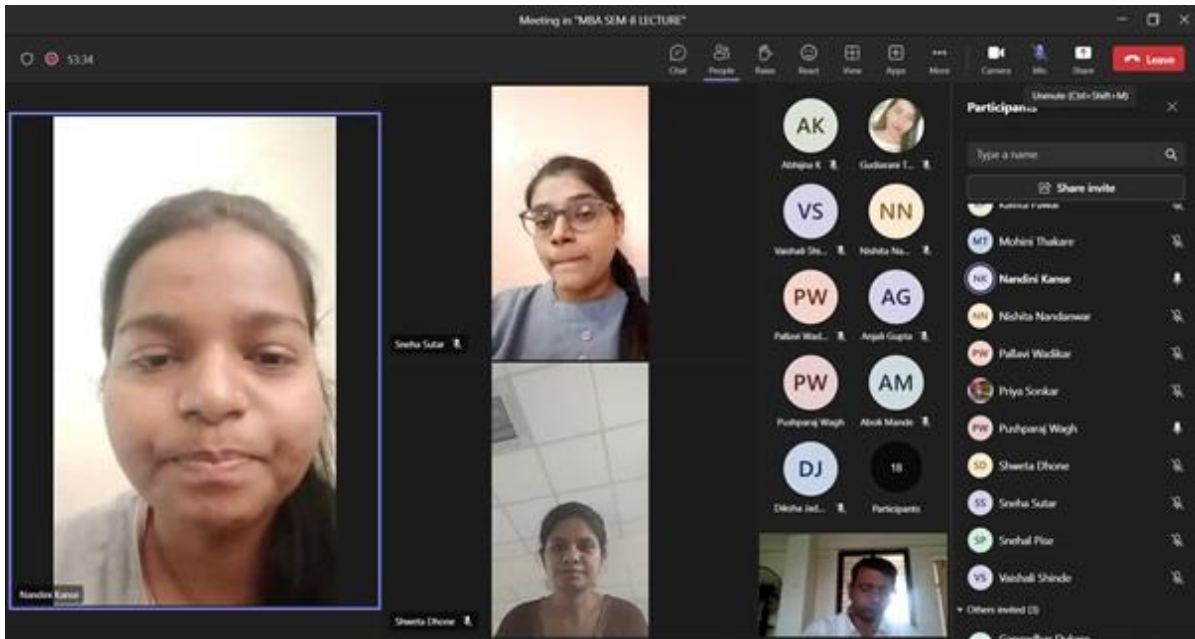 Meeting in "MBA SEM-II LECTURE"
53:34
Chat
People
Raise
React
View
Apps
More
Camera
Mic
Share
Leave
Unmute (Ctrl+Shift+M)
Nandini Kanse
Sneha Sutar
Shweta Dhone
AK
Abhijna K
Gudiarani T...
VS
Vaishali Shi...
NN
Nishita Na...
PW
Pallavi Wad...
AG
Anjali Gupta
PW
Pushparaj Wagh
AM
Aboli Mande
DJ
Diksha Jad...
18
Participants
Participants
Type a name
Share invite
MT Mohini Thakare
NK Nandini Kanse
NN Nishita Nandanwar
PW Pallavi Wadikar
Priya Sonkar
PW Pushparaj Wagh
SD Shweta Dhone
SS Sneha Sutar
SP Snehal Pise
VS Vaishali Shinde
Others invited (3)